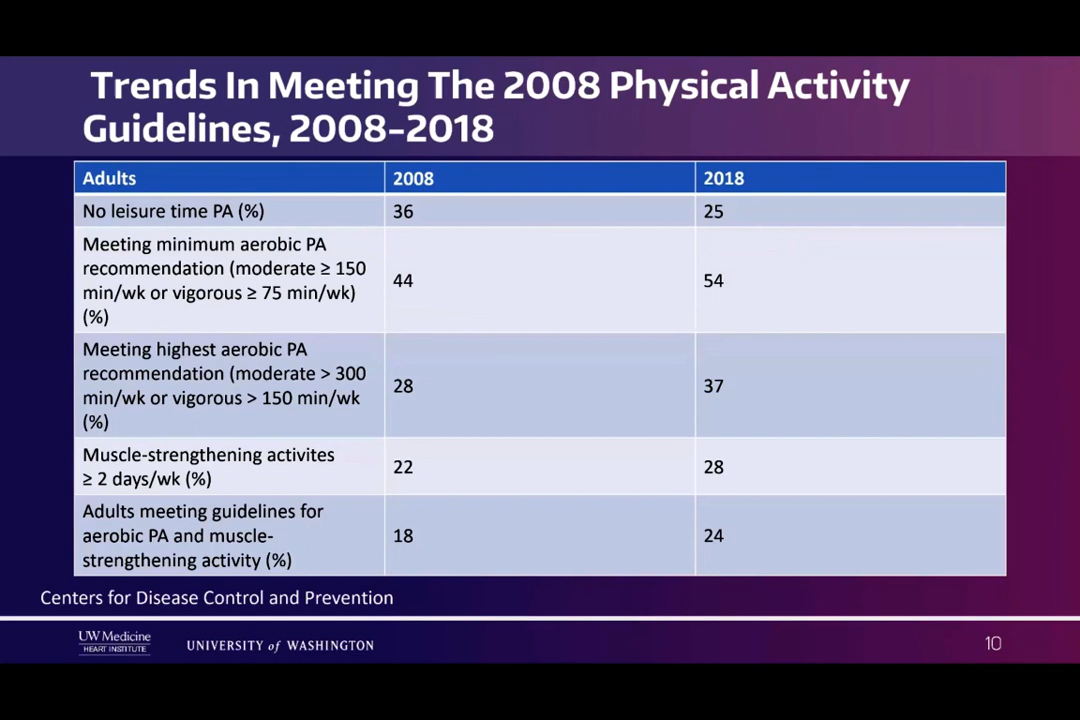 Trends In Meeting The 2008 Physical Activity
Guidelines, 2008–2018
Adults 2008 2018
No leisure time PA (%) 36 25
Meeting minimum aerobic PA
recommendation (moderate ≥ 150
min/wk or vigorous ≥ 75 min/wk)
(%)
44 54
Meeting highest aerobic PA
recommendation (moderate > 300
min/wk or vigorous > 150 min/wk
(%)
28 37
Muscle-strengthening activites
≥ 2 days/wk (%)
22 28
Adults meeting guidelines for
aerobic PA and muscle-
strengthening activity (%)
18 24
Centers for Disease Control and Prevention
UW Medicine
HEART INSTITUTE
UNIVERSITY of WASHINGTON
10